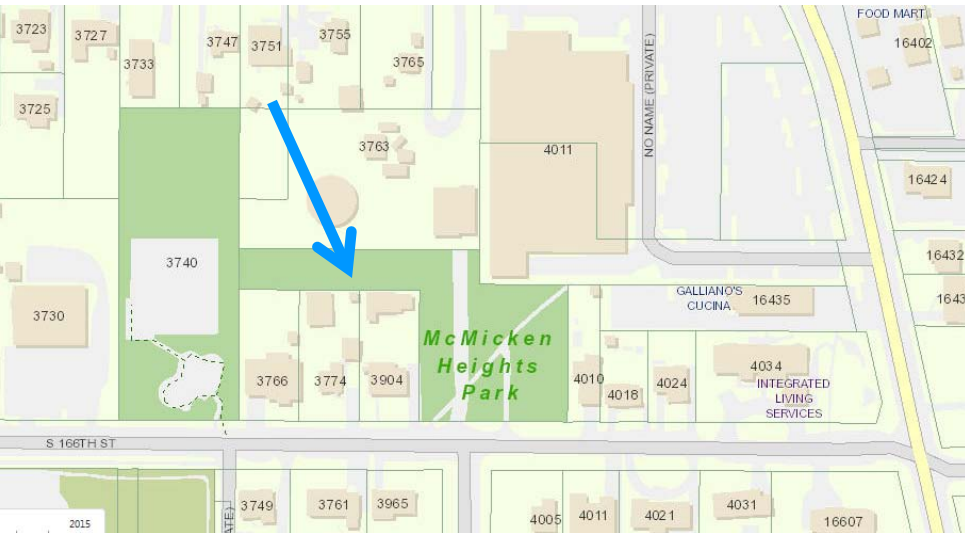 FOOD MART
3723
3727
3747
3751
3755
16402
3733
3765
3725
NO NAME (PRIVATE)
3763
4011
16424
3740
16432
GALLIANO'S
CUCINA
16435
1643
3730
McMicken
Heights
Park
3766
3774
3904
4010
4018
4024
4034
INTEGRATED
LIVING
SERVICES
S 166TH ST
3749
3761
3965
4005
4011
4021
4031
16607
ATE)
2015